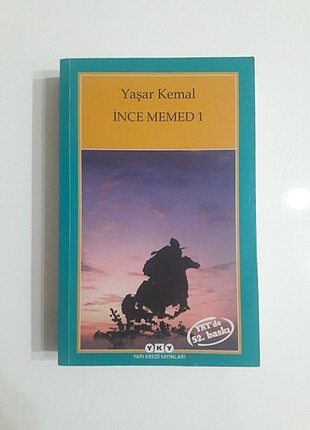 Yaşar Kemal
İNCE MEMED 1
YKY'de
52. baskı
YKY
YAPI KREDİ YAYINLARI